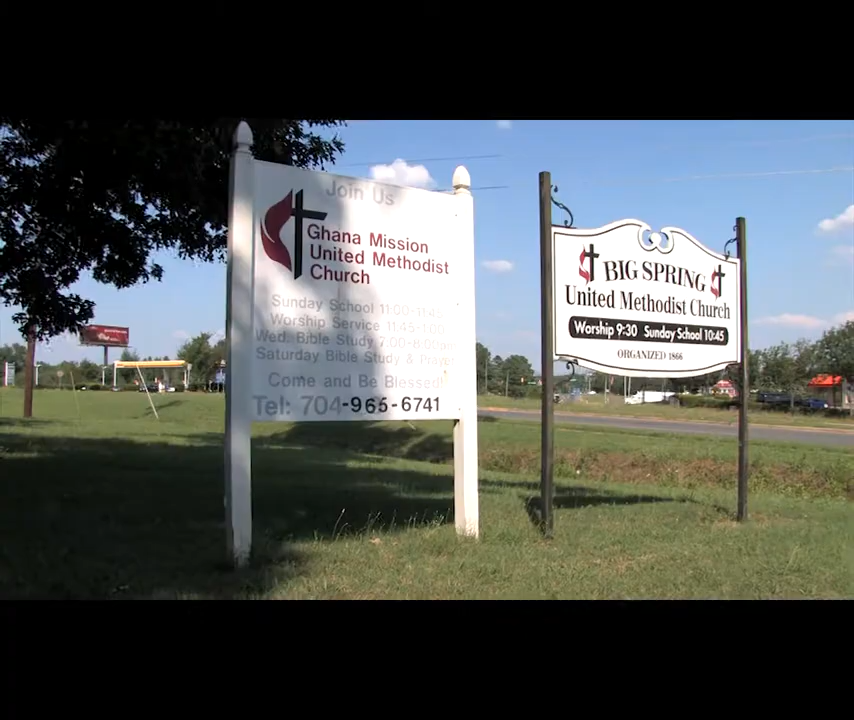 Join Us
Ghana Mission
United Methodist
Church
Sunday School 11:00-11:45
Worship Service 11:45-1:00
Wed. Bible Study 7:00-8:00pm
Saturday Bible Study & Prayer
Come and Be Blessed!
Tel: 704-965-6741
BIG SPRING
United Methodist Church
Worship 9:30 Sunday School 10:45
ORGANIZED 1866